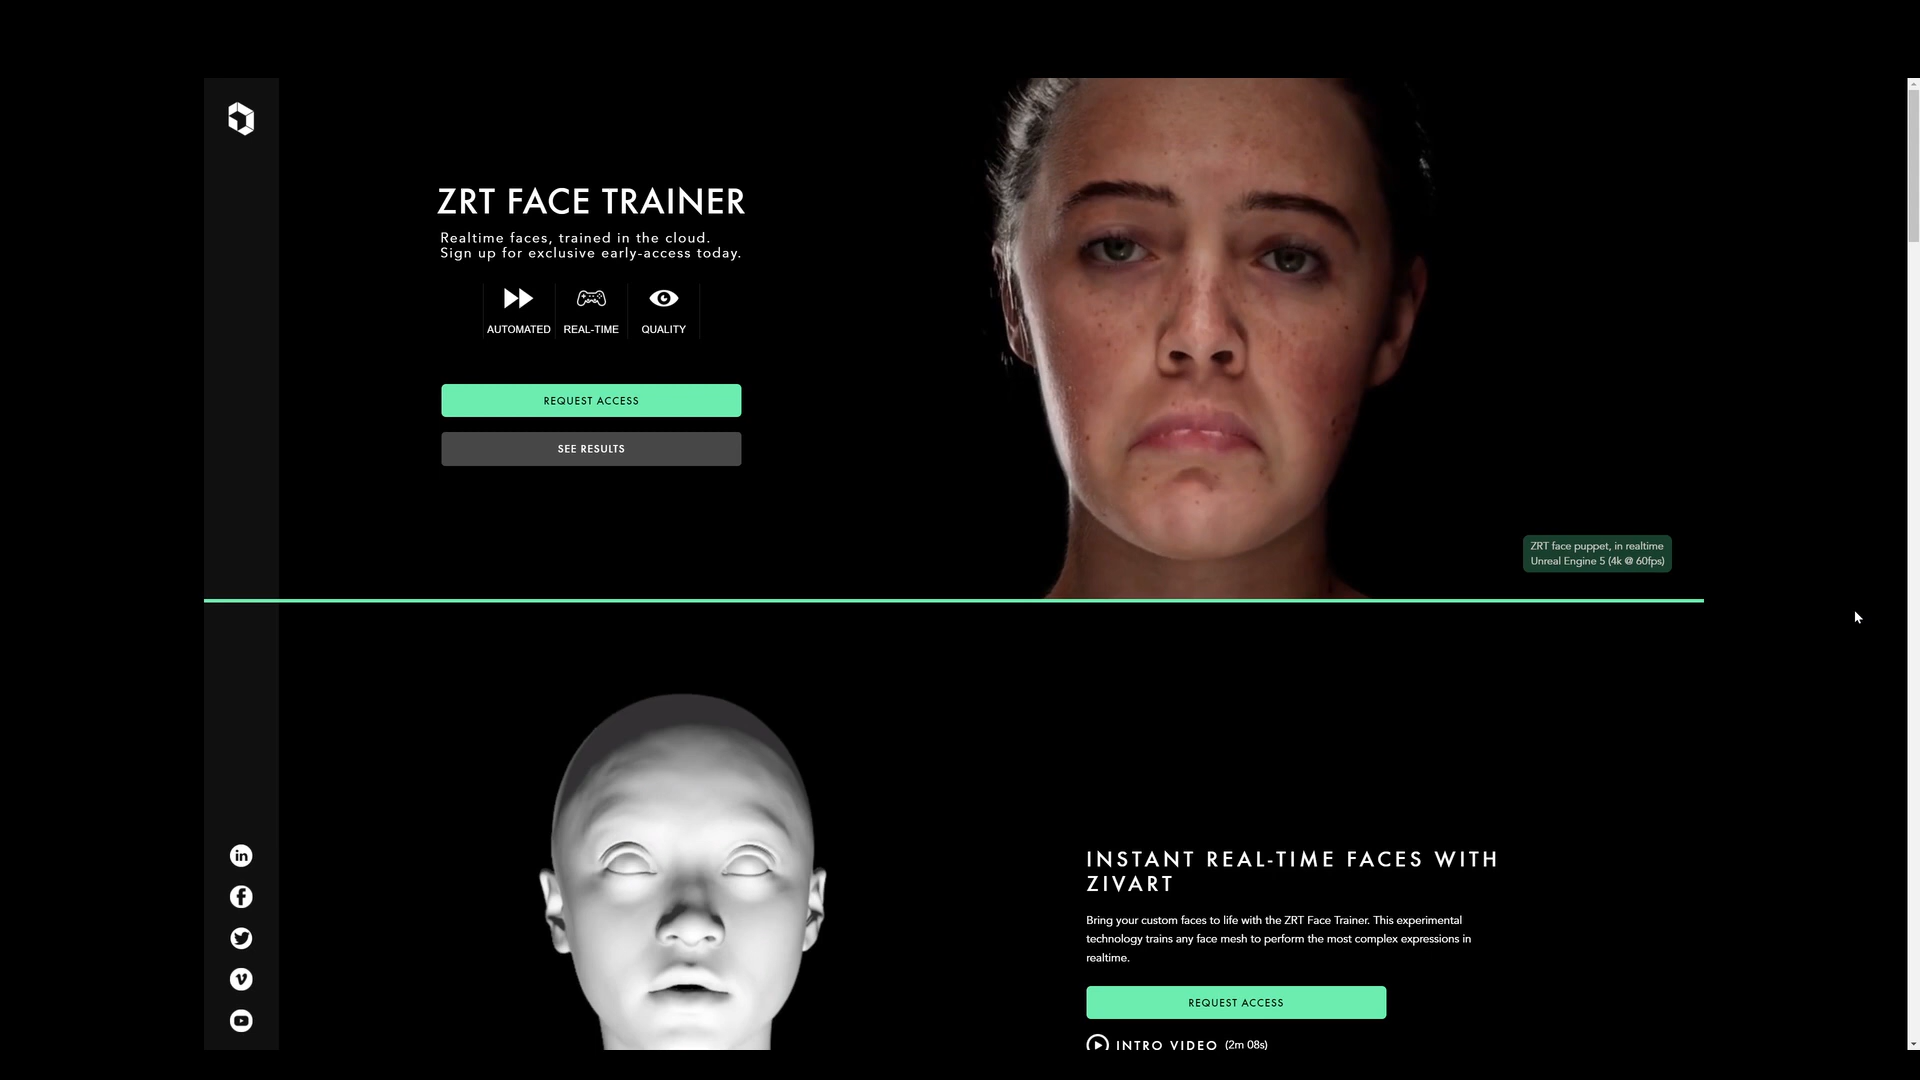 ZRT FACE TRAINER
Realtime faces, trained in the cloud.
Sign up for exclusive early-access today.
AUTOMATED
REAL-TIME
QUALITY
REQUEST ACCESS
SEE RESULTS
ZRT face puppet, in realtime
Unreal Engine 5 (4k @ 60fps)
INSTANT REAL-TIME FACES WITH
ZIVART
Bring your custom faces to life with the ZRT Face Trainer. This experimental
technology trains any face mesh to perform the most complex expressions in
realtime.
REQUEST ACCESS
INTRO VIDEO (2m 08s)